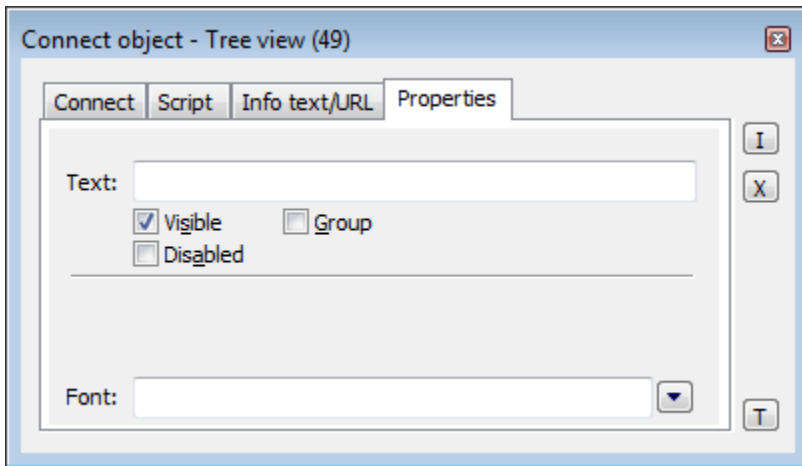 Connect object - Tree view (49)
Connect Script Info text/URL Properties
I
Text:
X
Visible Group
Disabled
Font:
T